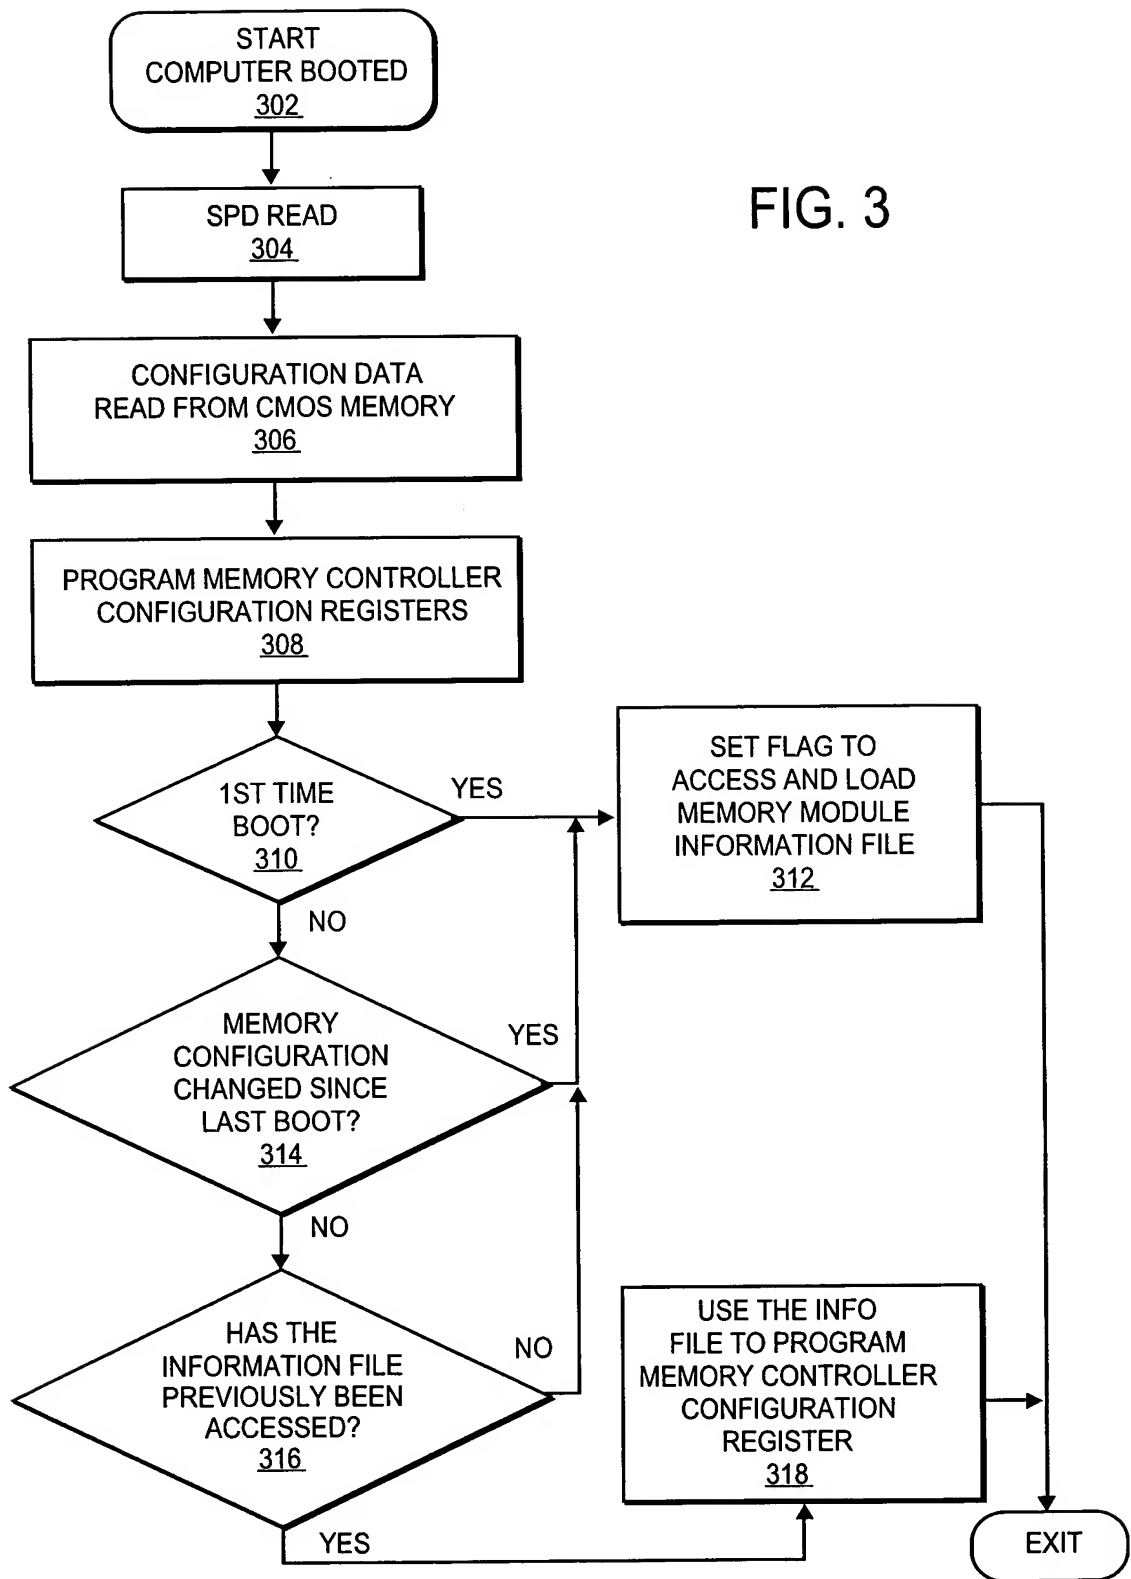 START
COMPUTER BOOTED
302
SPD READ
304
FIG. 3
CONFIGURATION DATA
READ FROM CMOS MEMORY
306
PROGRAM MEMORY CONTROLLER
CONFIGURATION REGISTERS
308
1ST TIME
BOOT?
310
YES
NO
SET FLAG TO
ACCESS AND LOAD
MEMORY MODULE
INFORMATION FILE
312
MEMORY
CONFIGURATION
CHANGED SINCE
LAST BOOT?
314
YES
NO
HAS THE
INFORMATION FILE
PREVIOUSLY BEEN
ACCESSED?
316
NO
YES
USE THE INFO
FILE TO PROGRAM
MEMORY CONTROLLER
CONFIGURATION
REGISTER
318
EXIT